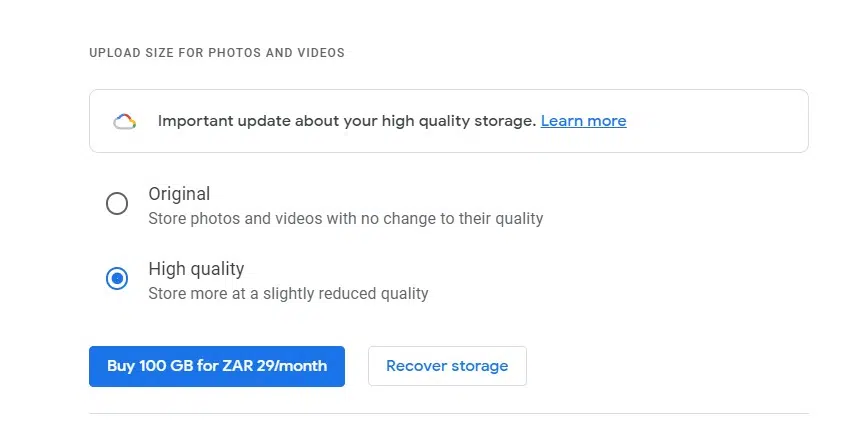 UPLOAD SIZE FOR PHOTOS AND VIDEOS
Important update about your high quality storage. Learn more
Original
Store photos and videos with no change to their quality
High quality
Store more at a slightly reduced quality
Buy 100 GB for ZAR 29/month
Recover storage